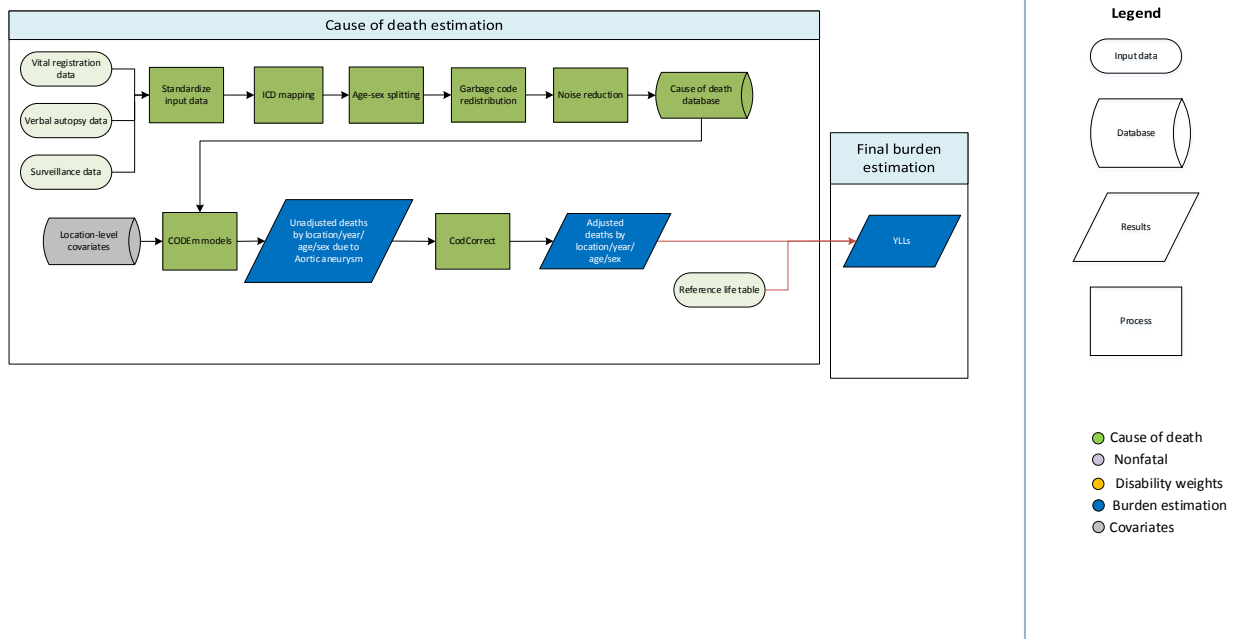 Cause of death estimation
Vital registration
data
Verbal autopsy data
Surveillance data
Standardize
input data
ICD mapping
Age-sex splitting
Garbage code
redistribution
Noise reduction
Cause of death
database
Location-level
covariates
CODEm models
Unadjusted deaths
by location/year/
age/sex due to
Aortic aneurysm
CodCorrect
Adjusted
deaths by
location/year/
age/sex
Reference life table
Final burden
estimation
YLLs
Legend
Input data
Database
Results
Process
Cause of death
Nonfatal
Disability weights
Burden estimation
Covariates